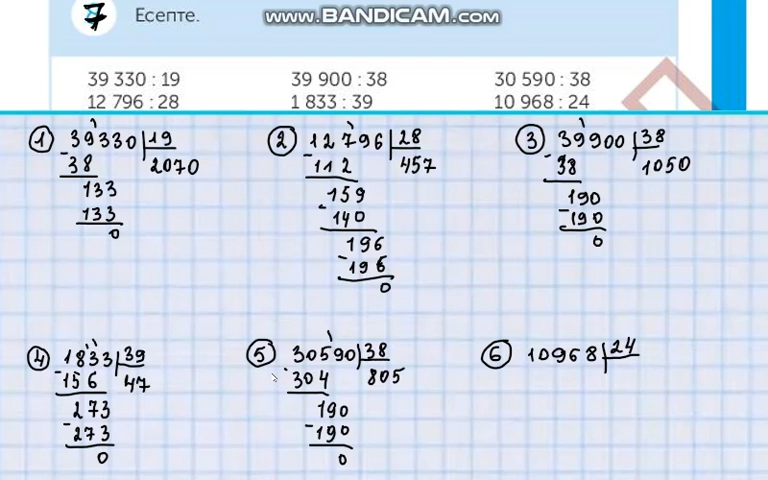 7 Есепте.
www.BANDICAM.com
39 330 : 19 39 900 : 38 30 590 : 38
12 796 : 28 1 833 : 39 10 968 : 24
1 39330 19
-38 2070
133
133
0
2 12796 28
-112 457
159
-140
196
-196
0
3 39900 38
-38 1050
190
-190
0
4 1833 39
-156 47
273
-273
0
5 30590 38
-304 805
190
-190
0
6 10968 24